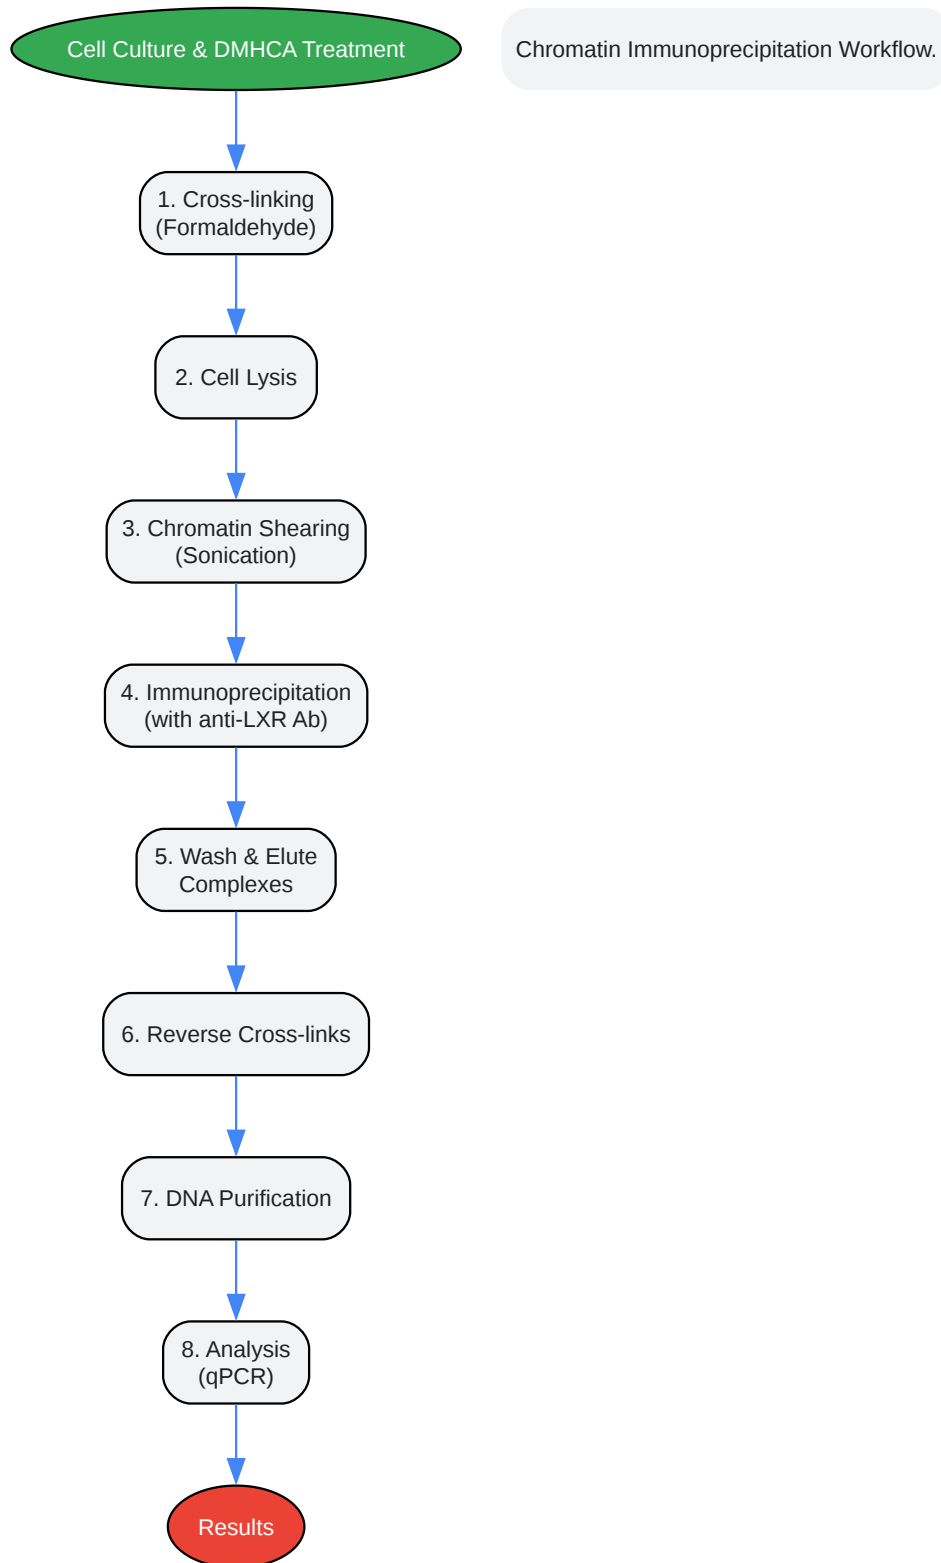 Cell Culture & DMHCA Treatment
Chromatin Immunoprecipitation Workflow.
1. Cross-linking
(Formaldehyde)
2. Cell Lysis
3. Chromatin Shearing
(Sonication)
4. Immunoprecipitation
(with anti-LXR Ab)
5. Wash & Elute
Complexes
6. Reverse Cross-links
7. DNA Purification
8. Analysis
(qPCR)
Results